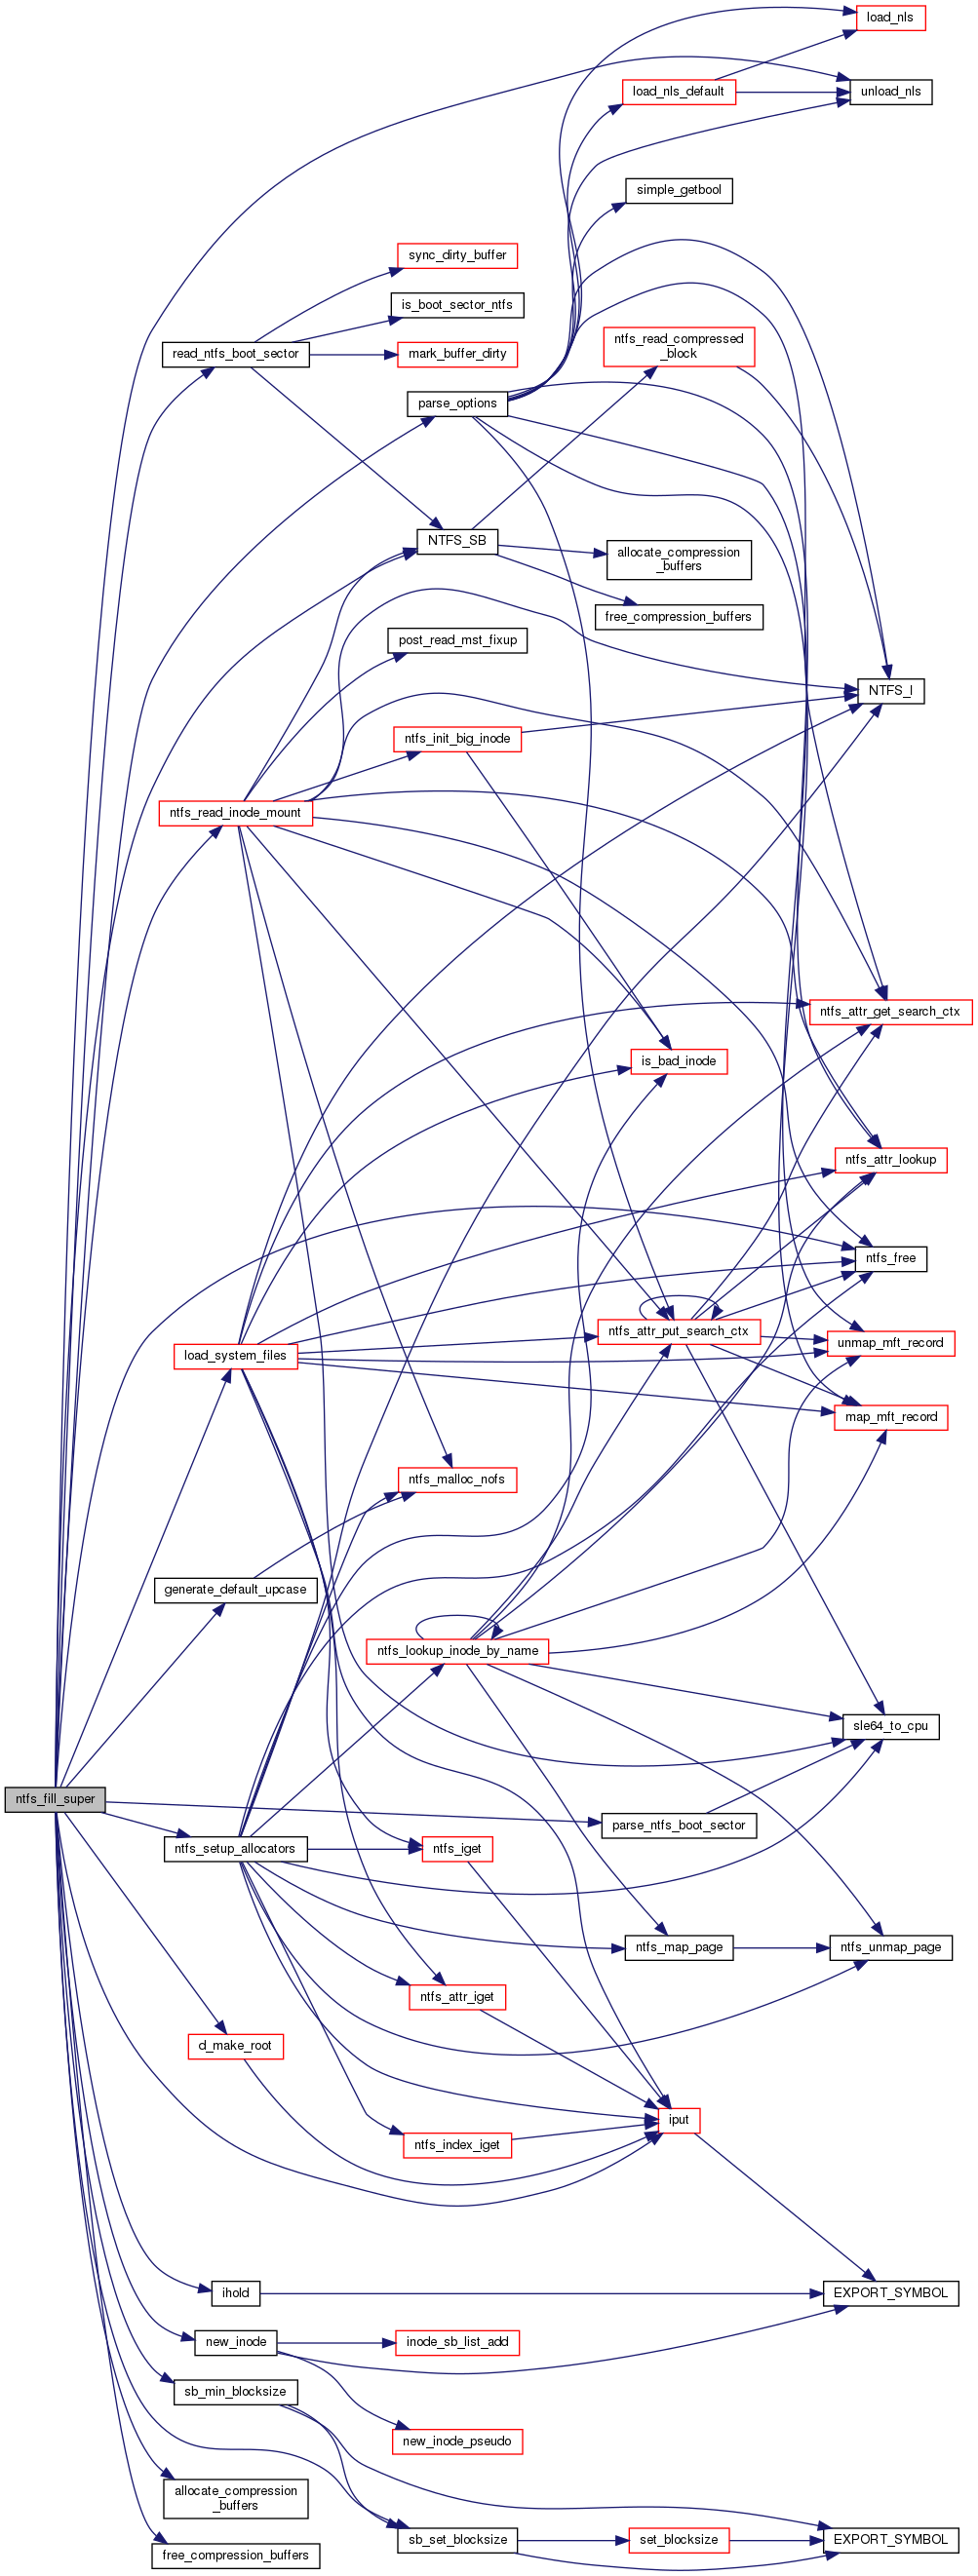 load_nls
load_nls_default
unload_nls
simple_getbool
sync_dirty_buffer
is_boot_sector_ntfs
read_ntfs_boot_sector
mark_buffer_dirty
ntfs_read_compressed
_block
parse_options
NTFS_SB
allocate_compression
_buffers
free_compression_buffers
post_read_mst_fixup
NTFS_I
ntfs_init_big_inode
ntfs_read_inode_mount
ntfs_attr_get_search_ctx
is_bad_inode
ntfs_attr_lookup
ntfs_free
ntfs_attr_put_search_ctx
unmap_mft_record
load_system_files
map_mft_record
ntfs_malloc_nofs
generate_default_upcase
ntfs_lookup_inode_by_name
sle64_to_cpu
ntfs_fill_super
parse_ntfs_boot_sector
ntfs_setup_allocators
ntfs_iget
ntfs_map_page
ntfs_unmap_page
ntfs_attr_iget
d_make_root
iput
ntfs_index_iget
ihold
EXPORT_SYMBOL
new_inode
inode_sb_list_add
sb_min_blocksize
new_inode_pseudo
allocate_compression
_buffers
sb_set_blocksize
set_blocksize
EXPORT_SYMBOL
free_compression_buffers